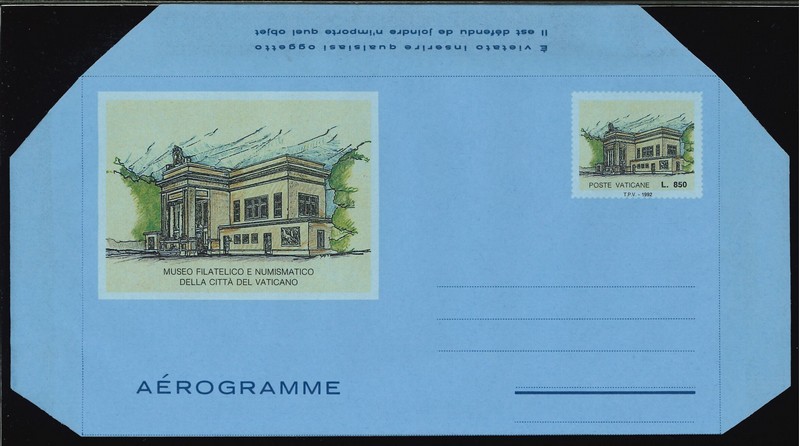 Il est défendu de joindre n'importe quel objet
È vietato inserire qualsiasi oggetto
POSTE VATICANE L. 850
T.P.V. - 1992
MUSEO FILATELICO E NUMISMATICO
DELLA CITTÀ DEL VATICANO
AÉROGRAMME